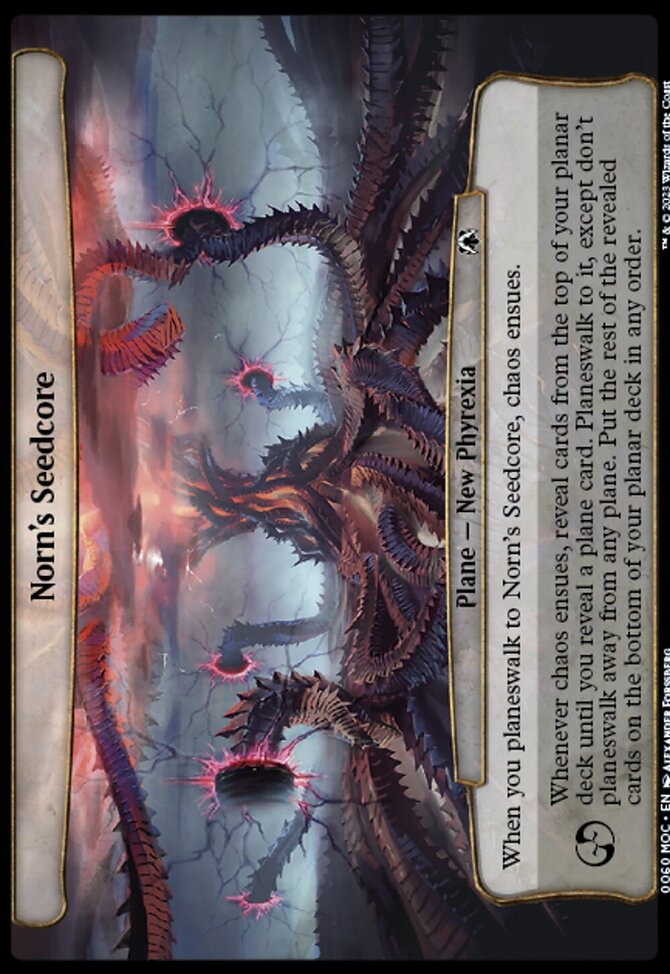 Norn's Seedcore
Plane — New Phyrexia
When you planeswalk to Norn's Seedcore, chaos ensues.
Whenever chaos ensues, reveal cards from the top of your planar
deck until you reveal a plane card. Planeswalk to it, except don't
planeswalk away from any plane. Put the rest of the revealed
cards on the bottom of your planar deck in any order.
0060 MOC • EN Alexander Forssberg
™ & © 2023 Wizards of the Coast